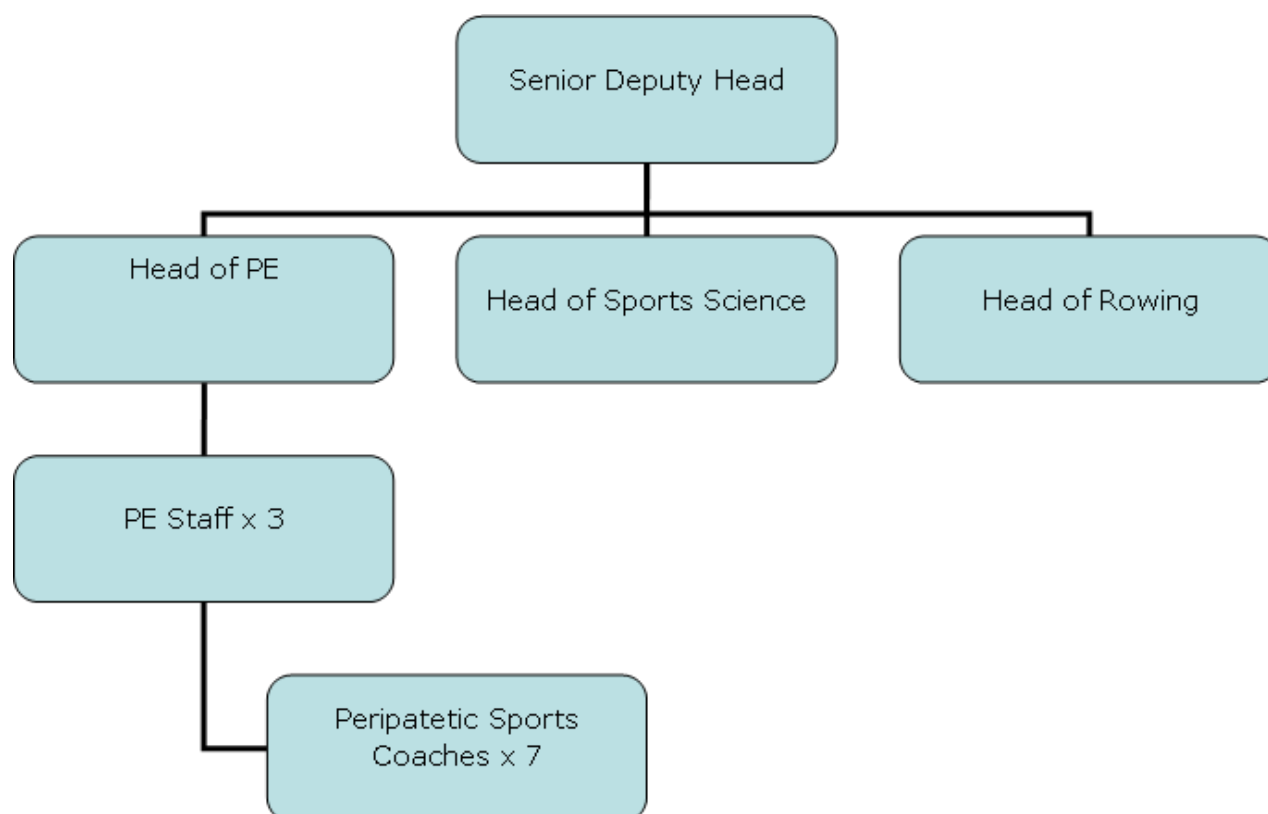 Senior Deputy Head
Head of PE
Head of Sports Science
Head of Rowing
PE Staff x 3
Peripatetic Sports
Coaches x 7